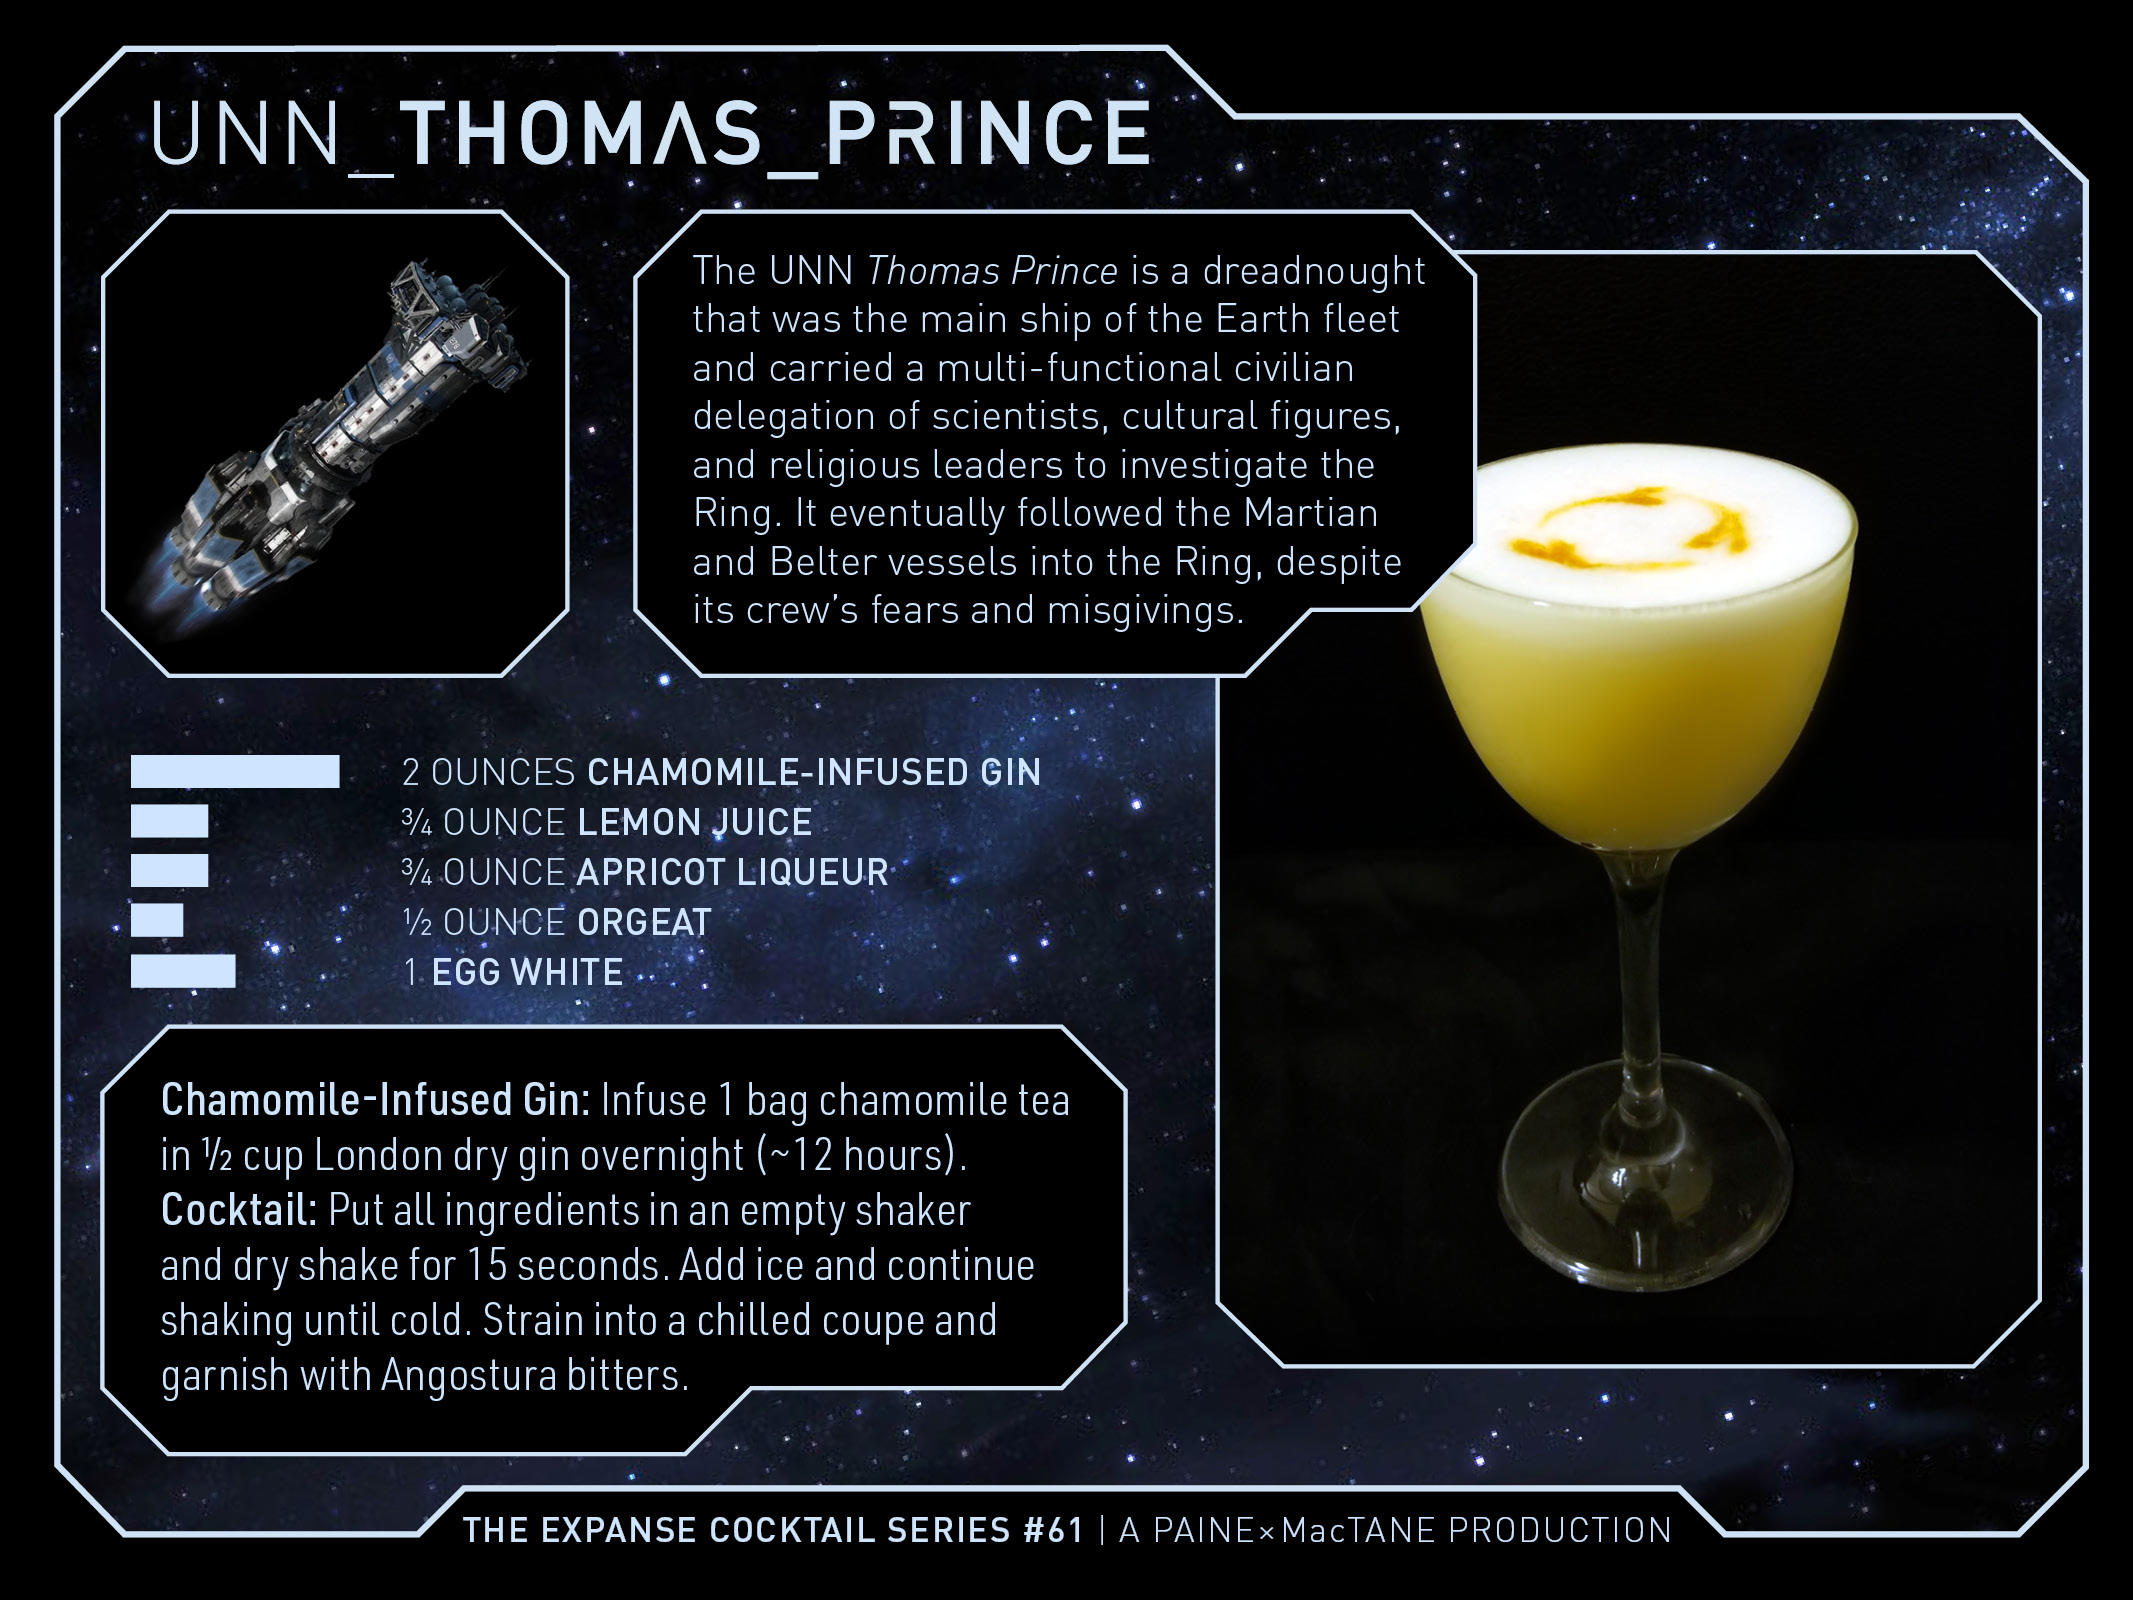 UNN_THOMAS_PRINCE
The UNN Thomas Prince is a dreadnought
that was the main ship of the Earth fleet
and carried a multi-functional civilian
delegation of scientists, cultural figures,
and religious leaders to investigate the
Ring. It eventually followed the Martian
and Belter vessels into the Ring, despite
its crew’s fears and misgivings.
2 OUNCES CHAMOMILE-INFUSED GIN
¾ OUNCE LEMON JUICE
¾ OUNCE APRICOT LIQUEUR
½ OUNCE ORGEAT
1 EGG WHITE
Chamomile-Infused Gin: Infuse 1 bag chamomile tea
in ½ cup London dry gin overnight (~12 hours).
Cocktail: Put all ingredients in an empty shaker
and dry shake for 15 seconds. Add ice and continue
shaking until cold. Strain into a chilled coupe and
garnish with Angostura bitters.
THE EXPANSE COCKTAIL SERIES #61 | A PAINE×MacTANE PRODUCTION